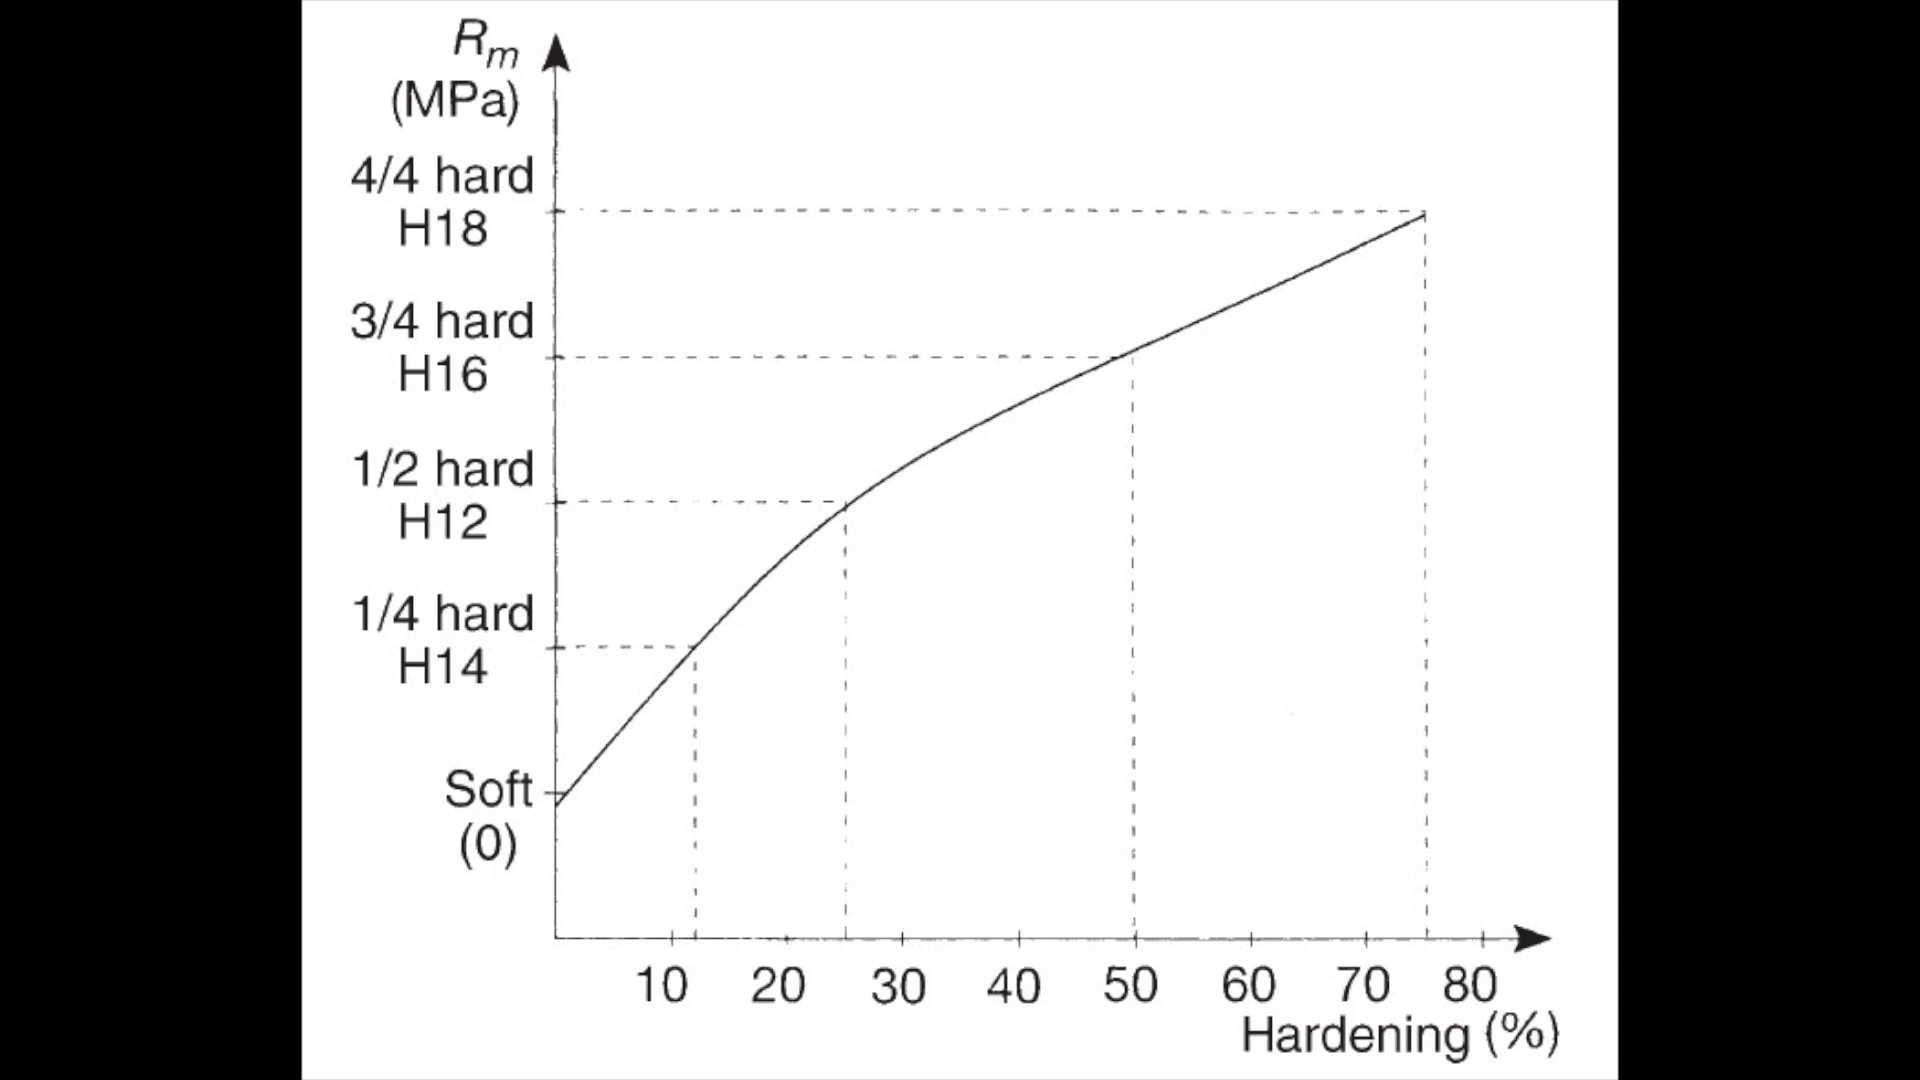 Rm
(MPa)
4/4 hard
H18
3/4 hard
H16
1/2 hard
H12
1/4 hard
H14
Soft
(0)
10 20 30 40 50 60 70 80
Hardening (%)